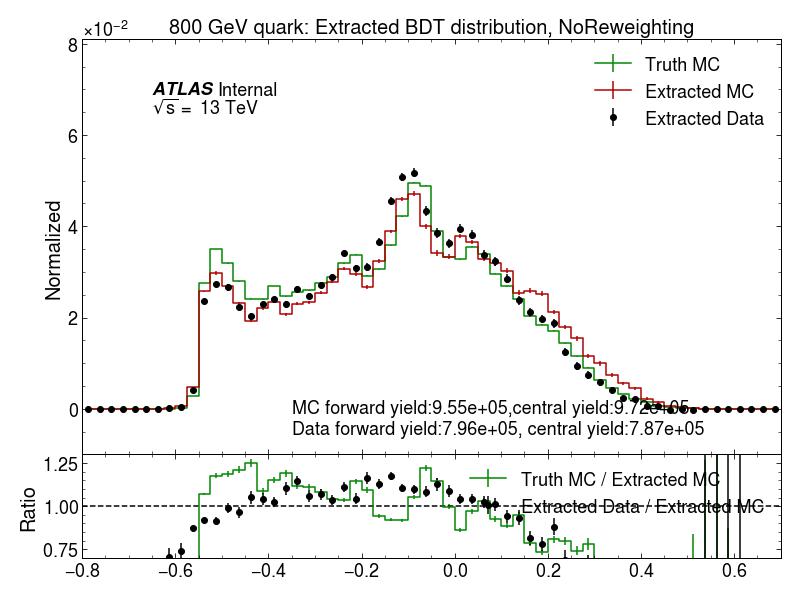 ×10⁻² 800 GeV quark: Extracted BDT distribution, NoReweighting
8
ATLAS Internal
√s = 13 TeV
Truth MC
Extracted MC
Extracted Data
6
4
2
0
Normalized
MC forward yield:9.55e+05,central yield:9.72e+05
Data forward yield:7.96e+05, central yield:7.87e+05
1.25
1.00
0.75
Ratio
Truth MC / Extracted MC
Extracted Data / Extracted MC
−0.8 −0.6 −0.4 −0.2 0.0 0.2 0.4 0.6